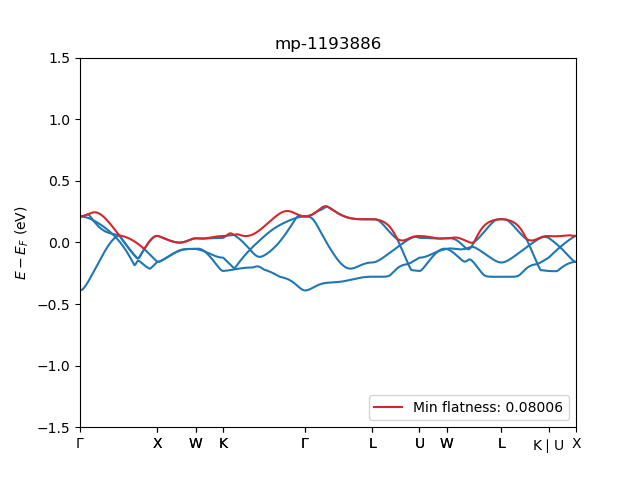 mp-1193886
1.5
1.0
0.5
0.0
−0.5
−1.0
−1.5
E − E_F (eV)
Min flatness: 0.08006
Γ X W K Γ L U W L K | U X